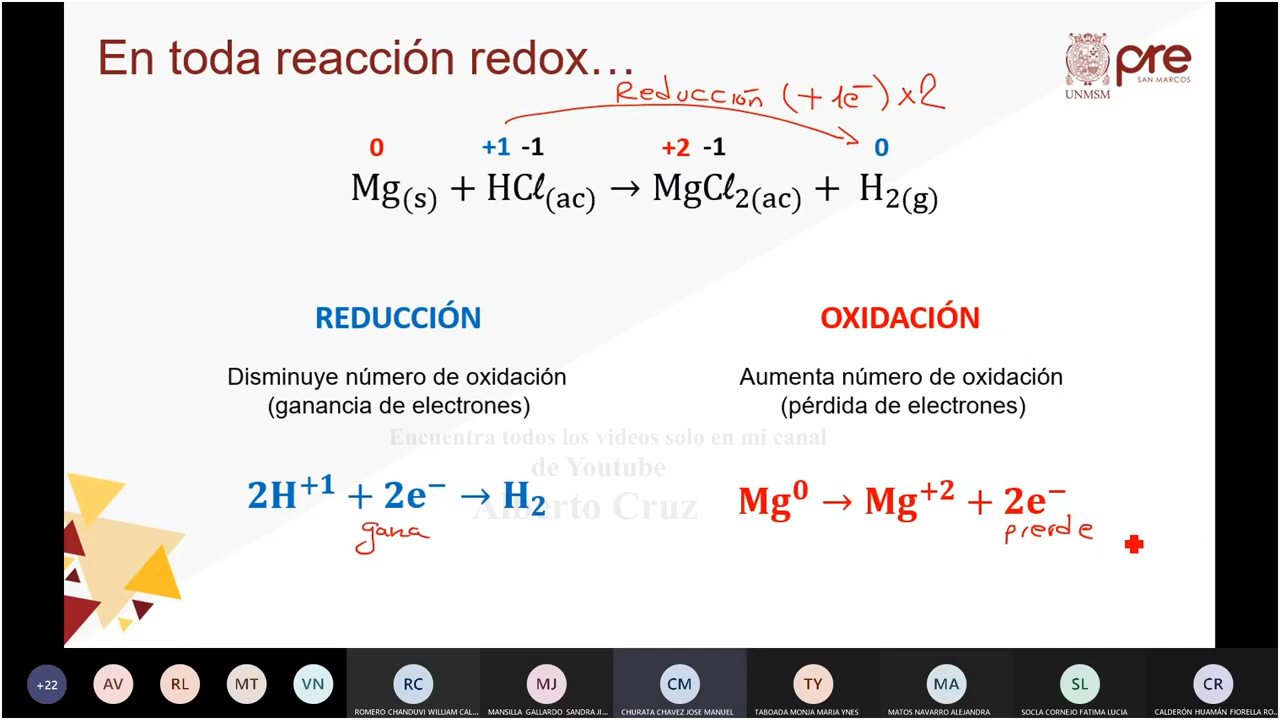 En toda reacción redox...
UNMSM
pre
SAN MARCOS
Reducción (+1e⁻)×2
0 +1 -1 +2 -1 0
Mg(s) + HCℓ(ac) → MgCℓ₂(ac) + H₂(g)
REDUCCIÓN
Disminuye número de oxidación
(ganancia de electrones)
2H⁺¹ + 2e⁻ → H₂
gana
OXIDACIÓN
Aumenta número de oxidación
(pérdida de electrones)
Mg⁰ → Mg⁺² + 2e⁻
pierde
Encuentra todos los videos solo en mi canal
de Youtube
Alberto Cruz
+22 AV RL MT VN RC MJ CM TY MA SL CR
ROMERO CHANDUVI WILLIAM CAL...
MANSILLA GALLARDO SANDRA JI...
CHURATA CHAVEZ JOSE MANUEL
TABOADA MONJA MARIA YNES
MATOS NAVARRO ALEJANDRA
SOCLA CORNEJO FATIMA LUCIA
CALDERÓN HUAMÁN FIORELLA RO...